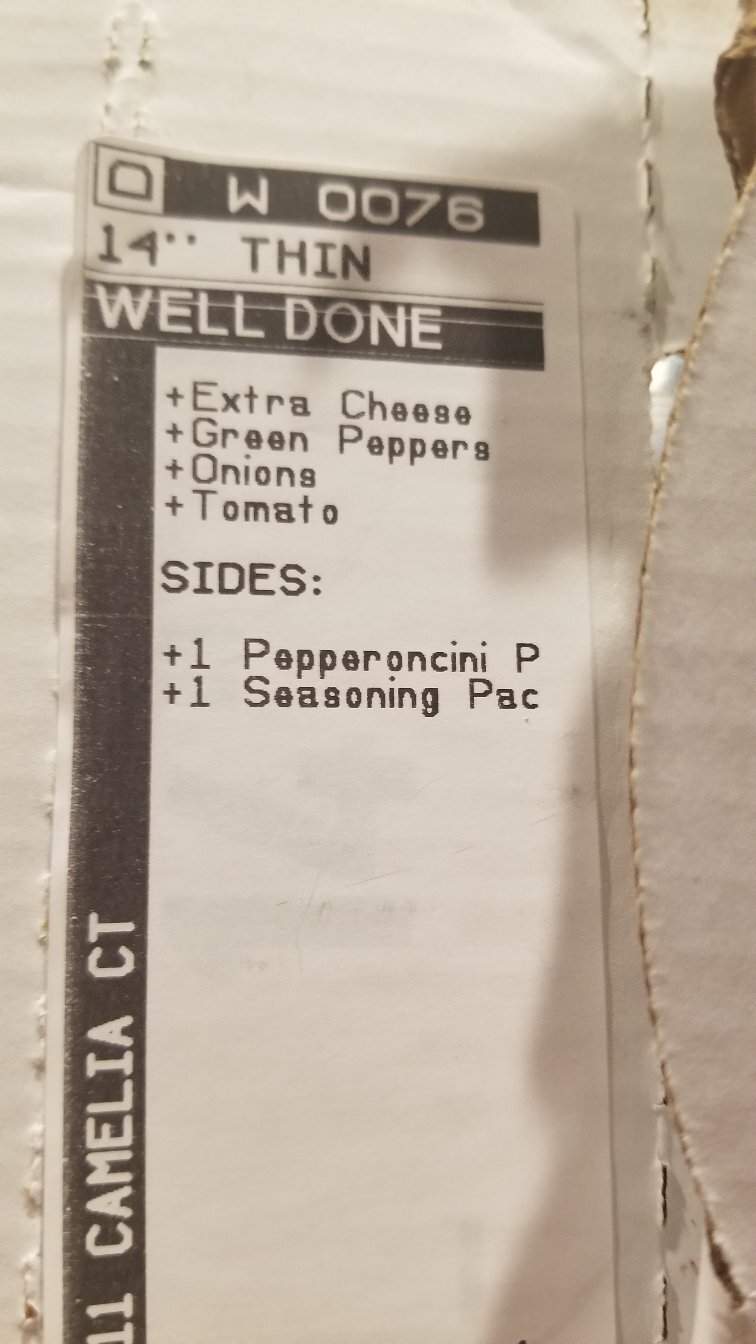 D W 0076
14'' THIN
WELL DONE
+Extra Cheese
+Green Peppers
+Onions
+Tomato
SIDES:
+1 Pepperoncini P
+1 Seasoning Pac
11 CAMELIA CT